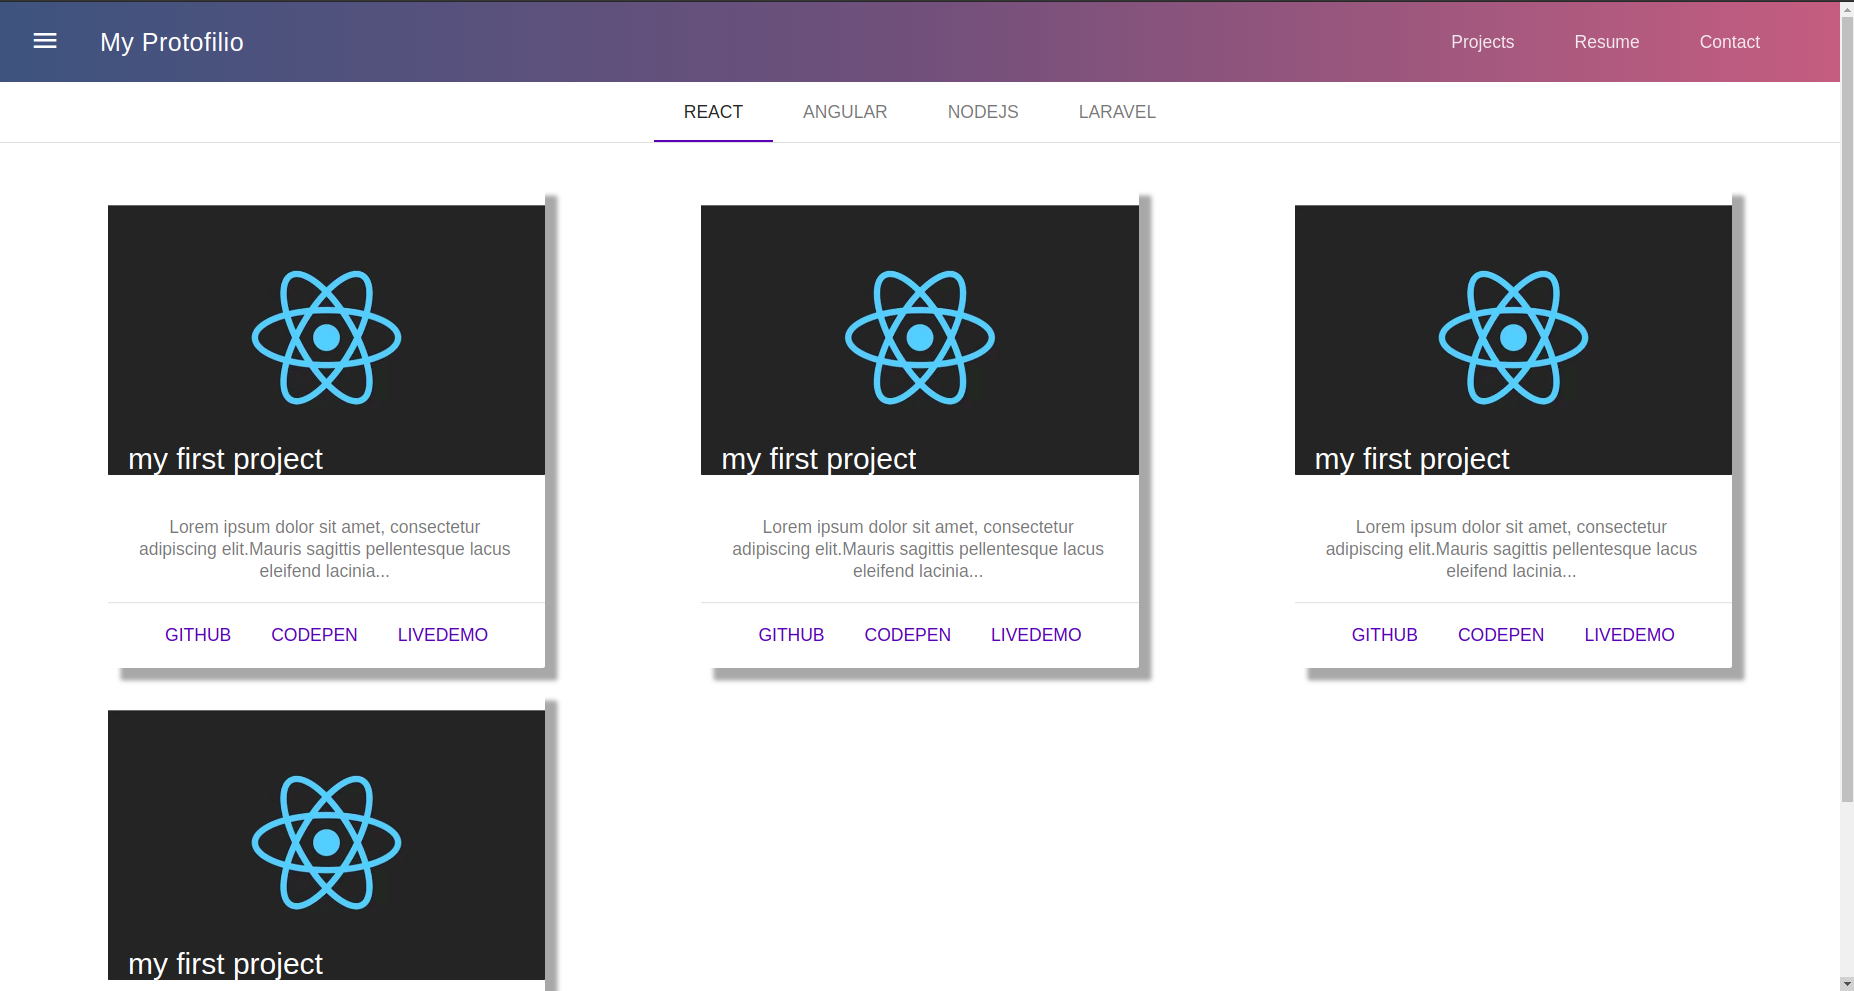 My Protofilio
Projects Resume Contact
REACT ANGULAR NODEJS LARAVEL
my first project
Lorem ipsum dolor sit amet, consectetur
adipiscing elit.Mauris sagittis pellentesque lacus
eleifend lacinia...
GITHUB CODEPEN LIVEDEMO
my first project
Lorem ipsum dolor sit amet, consectetur
adipiscing elit.Mauris sagittis pellentesque lacus
eleifend lacinia...
GITHUB CODEPEN LIVEDEMO
my first project
Lorem ipsum dolor sit amet, consectetur
adipiscing elit.Mauris sagittis pellentesque lacus
eleifend lacinia...
GITHUB CODEPEN LIVEDEMO
my first project